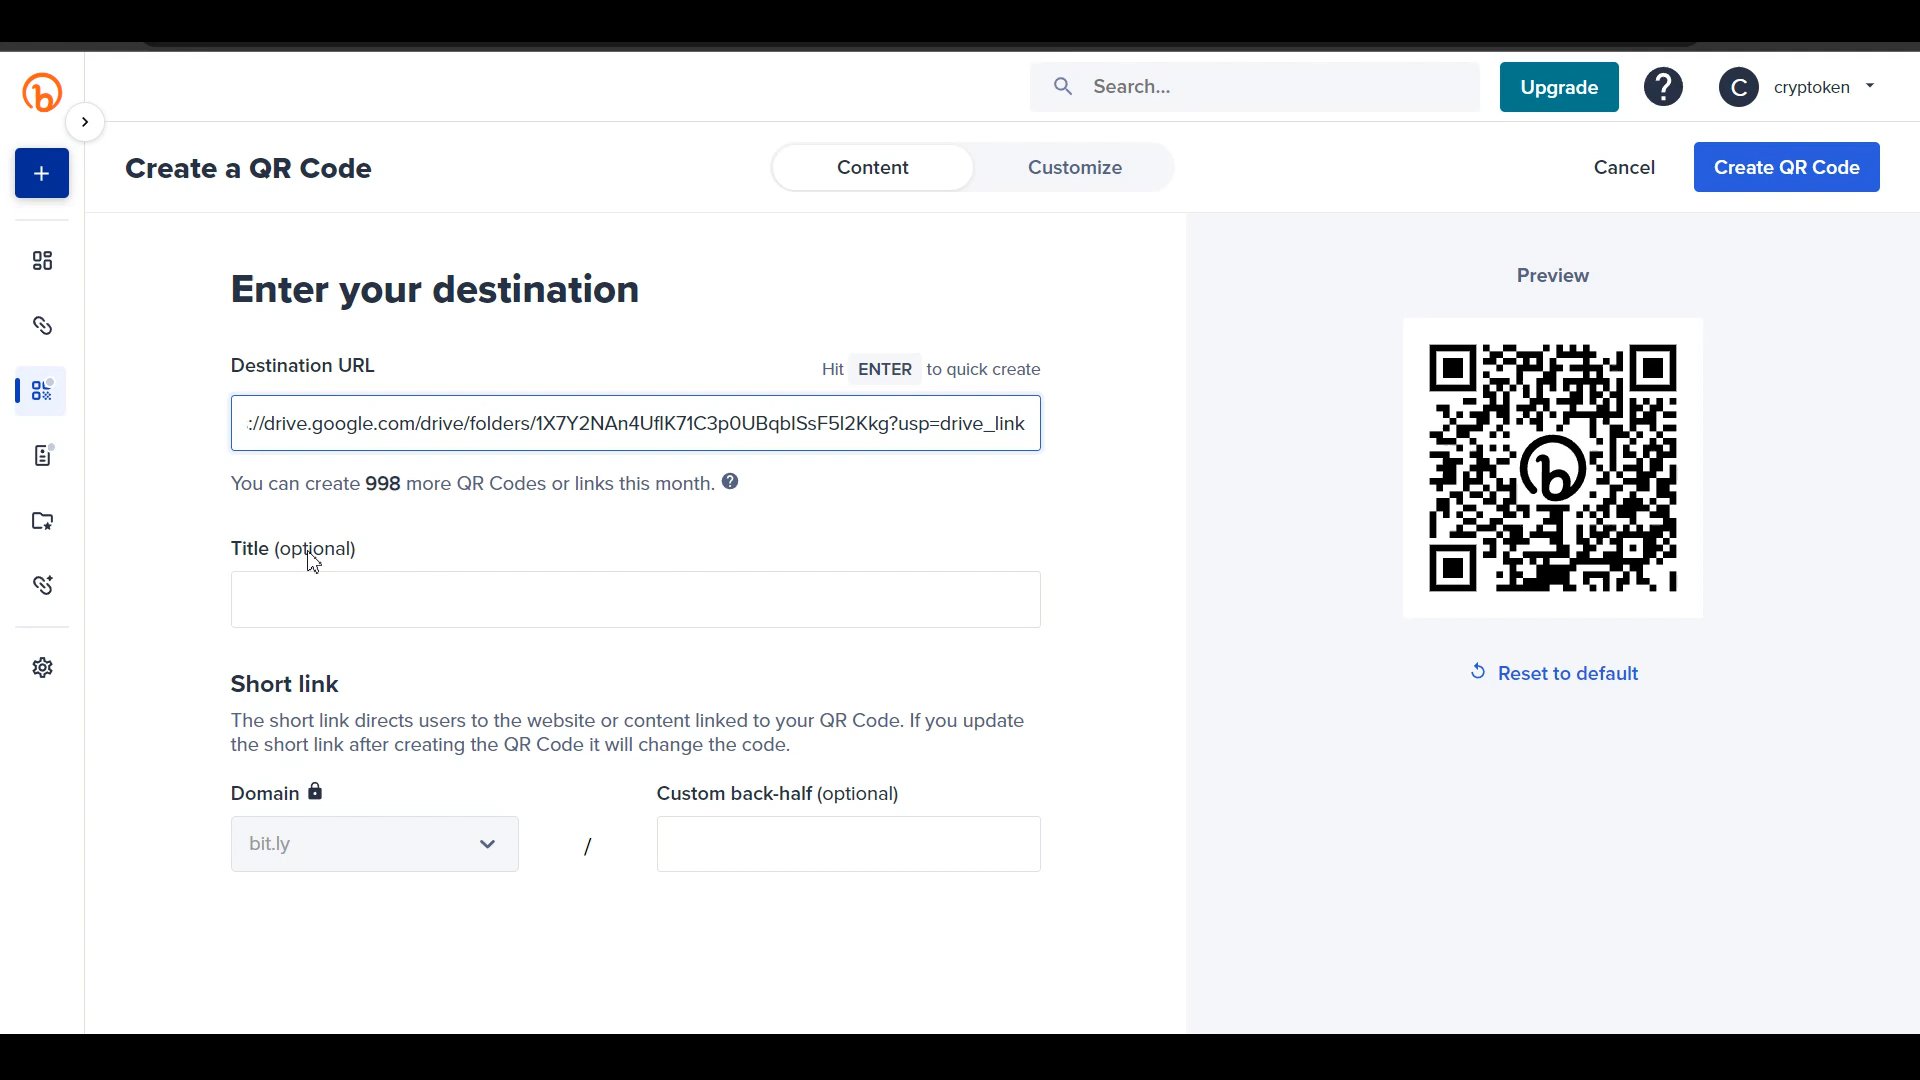 Search...
Upgrade
?
C
cryptoken
Create a QR Code
Content
Customize
Cancel
Create QR Code
Enter your destination
Preview
Destination URL
Hit ENTER to quick create
://drive.google.com/drive/folders/1X7Y2NAn4UflK71C3p0UBqblSsF5l2Kkg?usp=drive_link
You can create 998 more QR Codes or links this month. ?
Title (optional)
Reset to default
Short link
The short link directs users to the website or content linked to your QR Code. If you update
the short link after creating the QR Code it will change the code.
Domain
Custom back-half (optional)
bit.ly
/